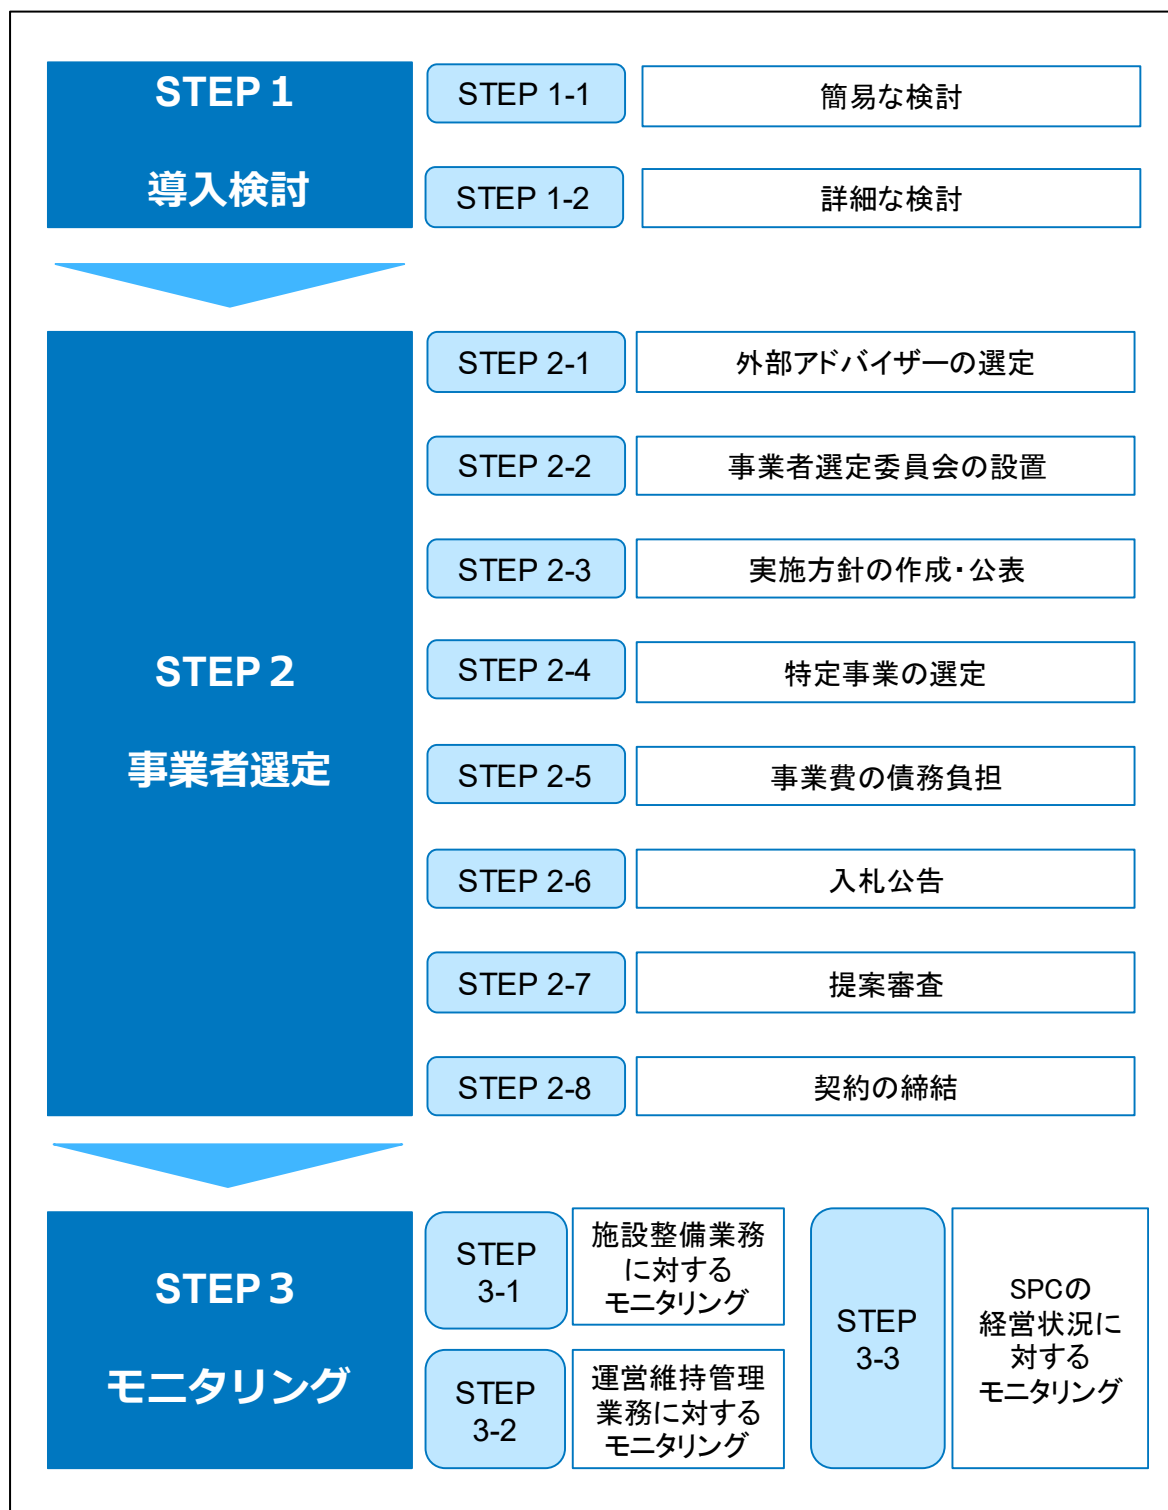 STEP 1
導入検討
STEP 1-1
簡易な検討
STEP 1-2
詳細な検討
STEP 2
事業者選定
STEP 2-1
外部アドバイザーの選定
STEP 2-2
事業者選定委員会の設置
STEP 2-3
実施方針の作成・公表
STEP 2-4
特定事業の選定
STEP 2-5
事業費の債務負担
STEP 2-6
入札公告
STEP 2-7
提案審査
STEP 2-8
契約の締結
STEP 3
モニタリング
STEP
3-1
施設整備業務
に対する
モニタリング
STEP
3-2
運営維持管理
業務に対する
モニタリング
STEP
3-3
SPCの
経営状況に
対する
モニタリング